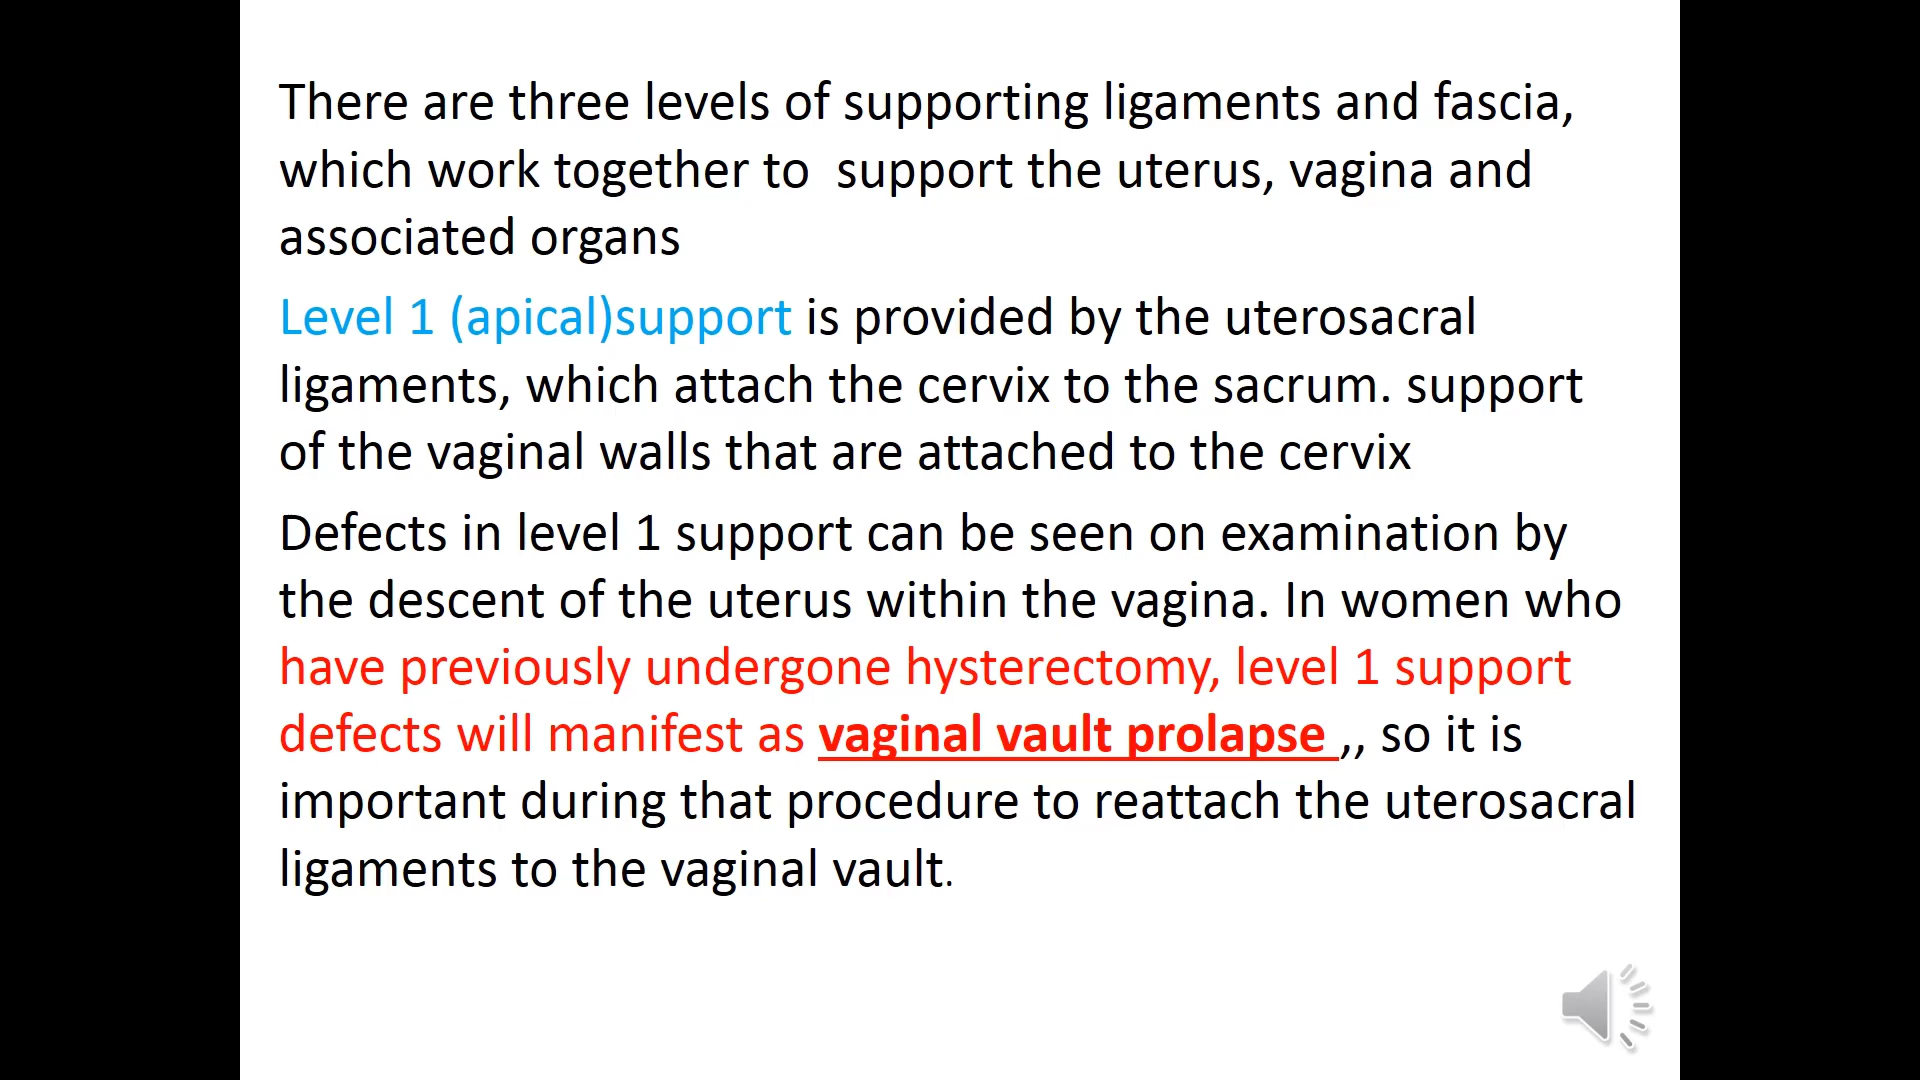 There are three levels of supporting ligaments and fascia,
which work together to  support the uterus, vagina and
associated organs
Level 1 (apical)support is provided by the uterosacral
ligaments, which attach the cervix to the sacrum. support
of the vaginal walls that are attached to the cervix
Defects in level 1 support can be seen on examination by
the descent of the uterus within the vagina. In women who
have previously undergone hysterectomy, level 1 support
defects will manifest as vaginal vault prolapse ,, so it is
important during that procedure to reattach the uterosacral
ligaments to the vaginal vault.